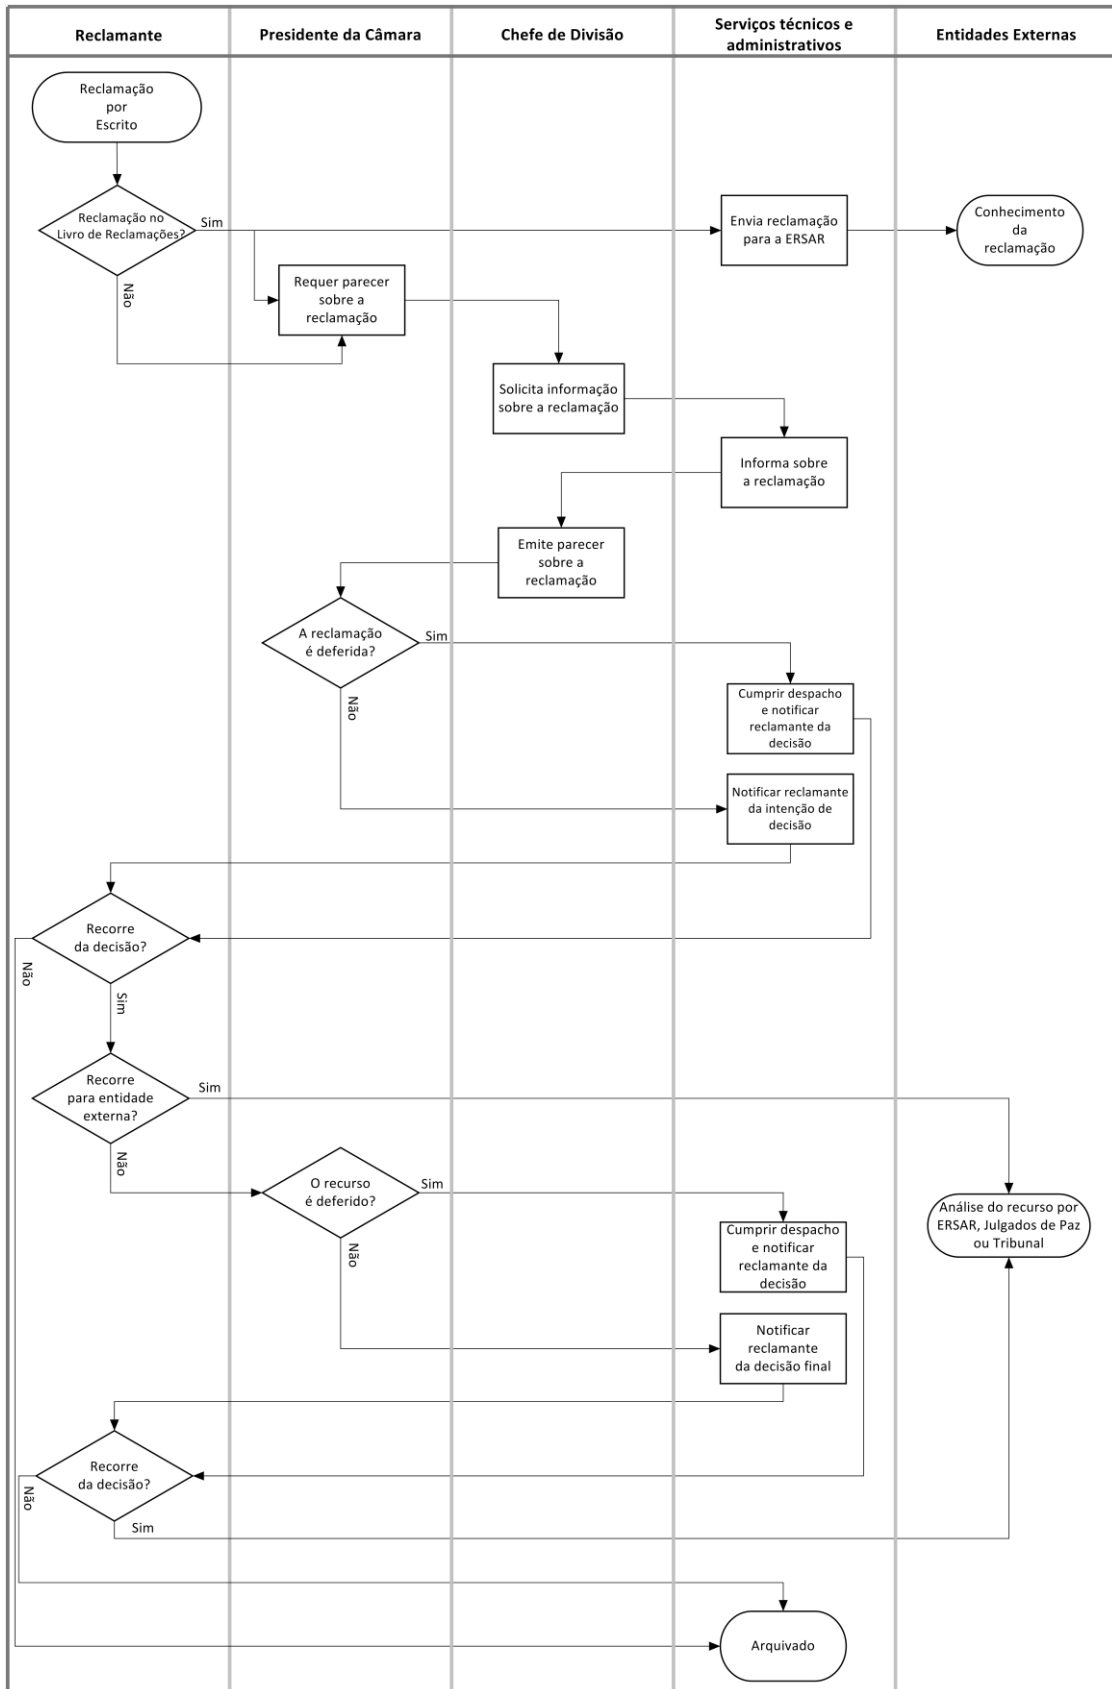 Reclamante
Presidente da Câmara
Chefe de Divisão
Serviços técnicos e
administrativos
Entidades Externas
Reclamação
por
Escrito
Reclamação no
Livro de Reclamações?
Sim
Não
Envia reclamação
para a ERSAR
Conhecimento
da
reclamação
Requer parecer
sobre a
reclamação
Solicita informação
sobre a reclamação
Informa sobre
a reclamação
Emite parecer
sobre a
reclamação
A reclamação
é deferida?
Sim
Não
Cumprir despacho
e notificar
reclamante da
decisão
Notificar reclamante
da intenção de
decisão
Recorre
da decisão?
Não
Sim
Recorre
para entidade
externa?
Sim
Não
O recurso
é deferido?
Sim
Não
Análise do recurso por
ERSAR, Julgados de Paz
ou Tribunal
Cumprir despacho
e notificar
reclamante da
decisão
Notificar
reclamante
da decisão final
Recorre
da decisão?
Não
Sim
Arquivado